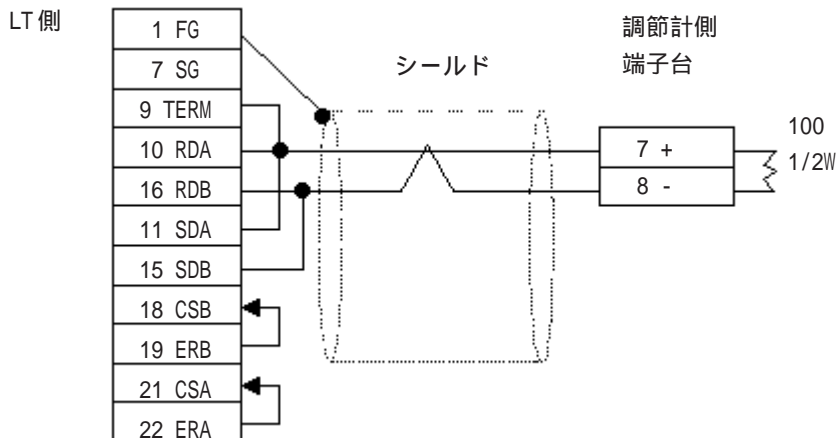 LT側
1 FG
7 SG
9 TERM
10 RDA
16 RDB
11 SDA
15 SDB
18 CSB
19 ERB
21 CSA
22 ERA
シールド
調節計側
端子台
7 +
8 -
100
1/2W